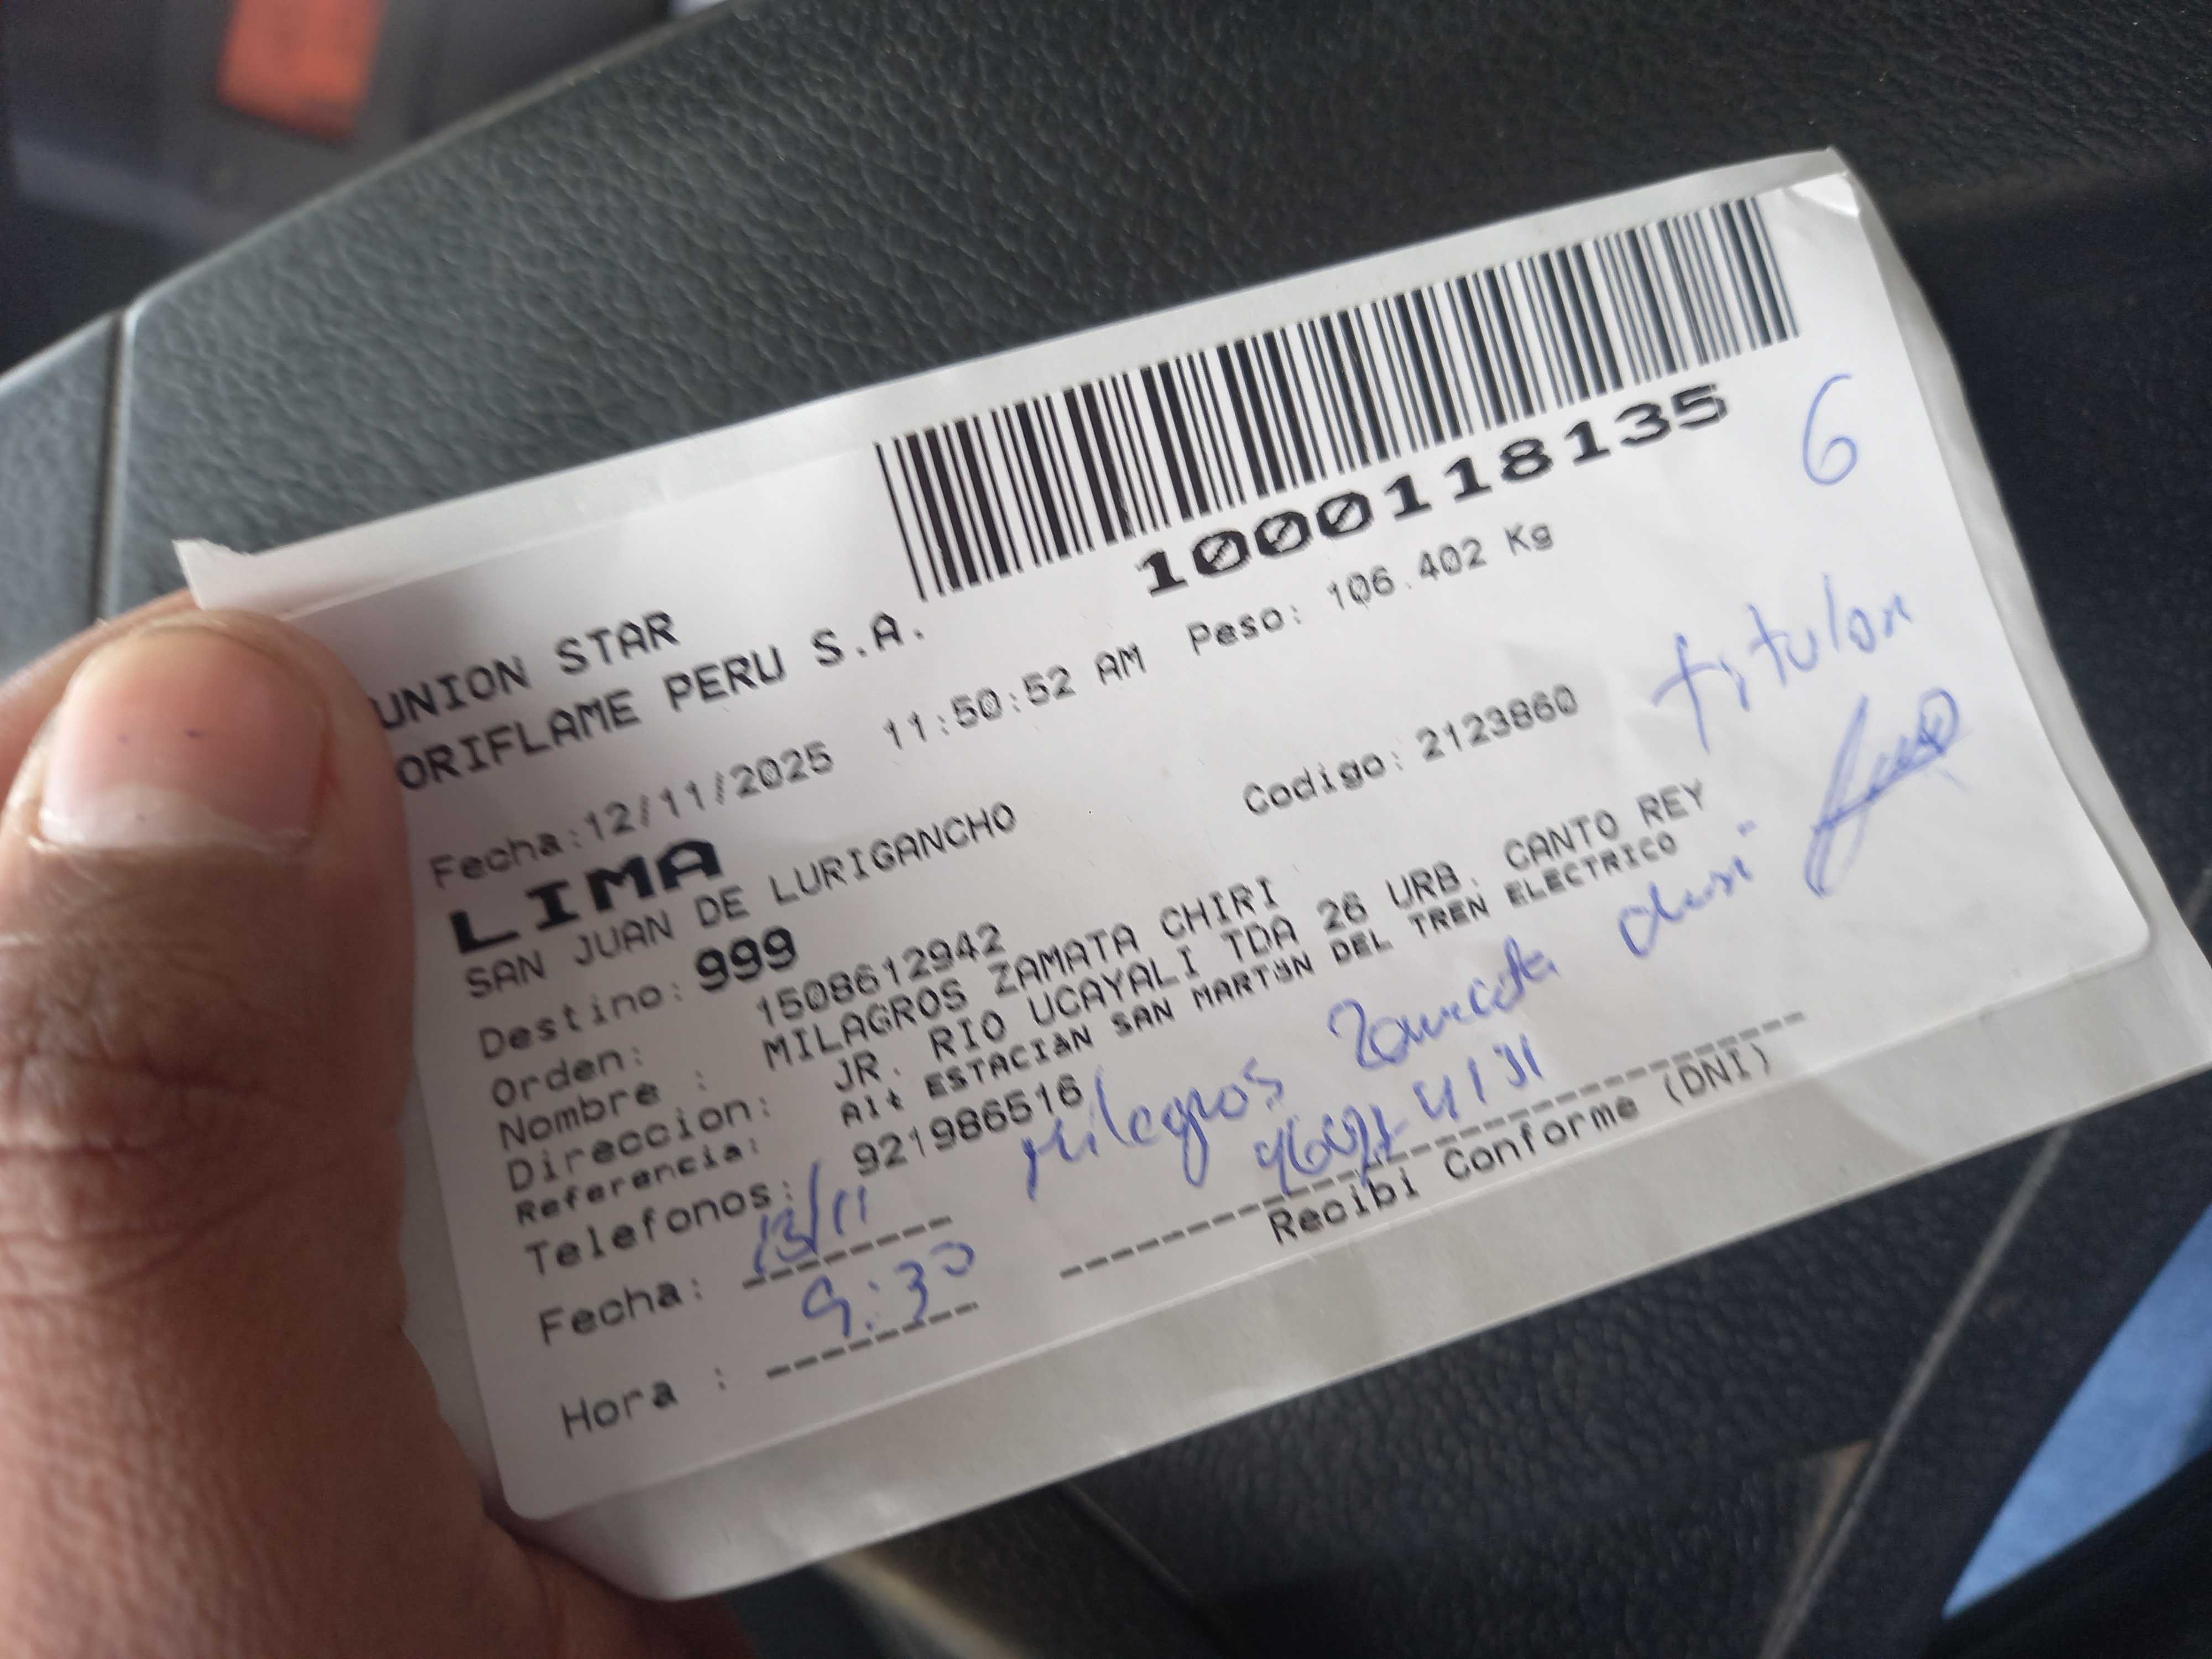 1000118135
6
UNION STAR
ORIFLAME PERU S.A.
Fecha:12/11/2025 11:50:52 AM Peso: 106.402 Kg
LIMA
SAN JUAN DE LURIGANCHO Codigo: 2123860
titular
Destino: 999
Orden: 1508612942
Nombre : MILAGROS ZAMATA CHIRI
Direccion: JR. RIO UCAYALI TDA 26 URB. CANTO REY
Referencia: Alt ESTACIÓN SAN MARTÍN DEL TREN ELECTRICO
Telefonos: 921986516
Milagros Zamata
Fecha: 13/11
Recibi Conforme (DNI)
Hora : 9:30